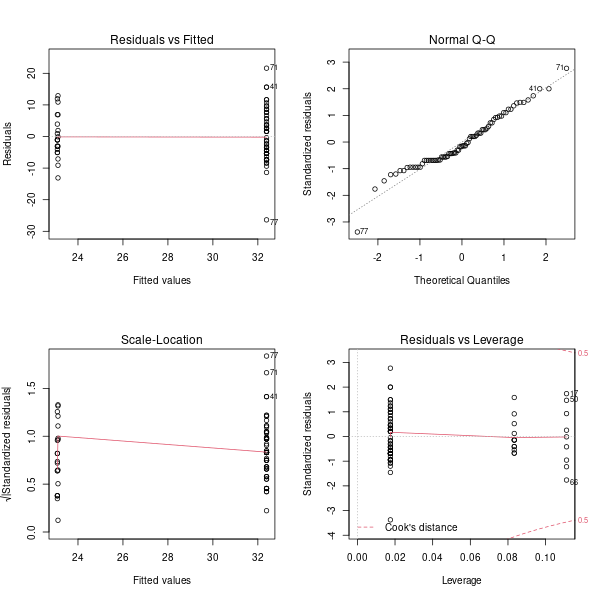 Residuals vs Fitted
Residuals
20
10
0
-10
-20
-30
71
41
77
24 26 28 30 32
Fitted values
Normal Q-Q
Standardized residuals
3
2
1
0
-1
-2
-3
71
41
77
-2 -1 0 1 2
Theoretical Quantiles
Scale-Location
√|Standardized residuals|
1.5
1.0
0.5
0.0
77
71
41
24 26 28 30 32
Fitted values
Residuals vs Leverage
Standardized residuals
3
2
1
0
-1
-2
-3
-4
0.5
17
50
66
0.5
Cook's distance
0.00 0.02 0.04 0.06 0.08 0.10
Leverage